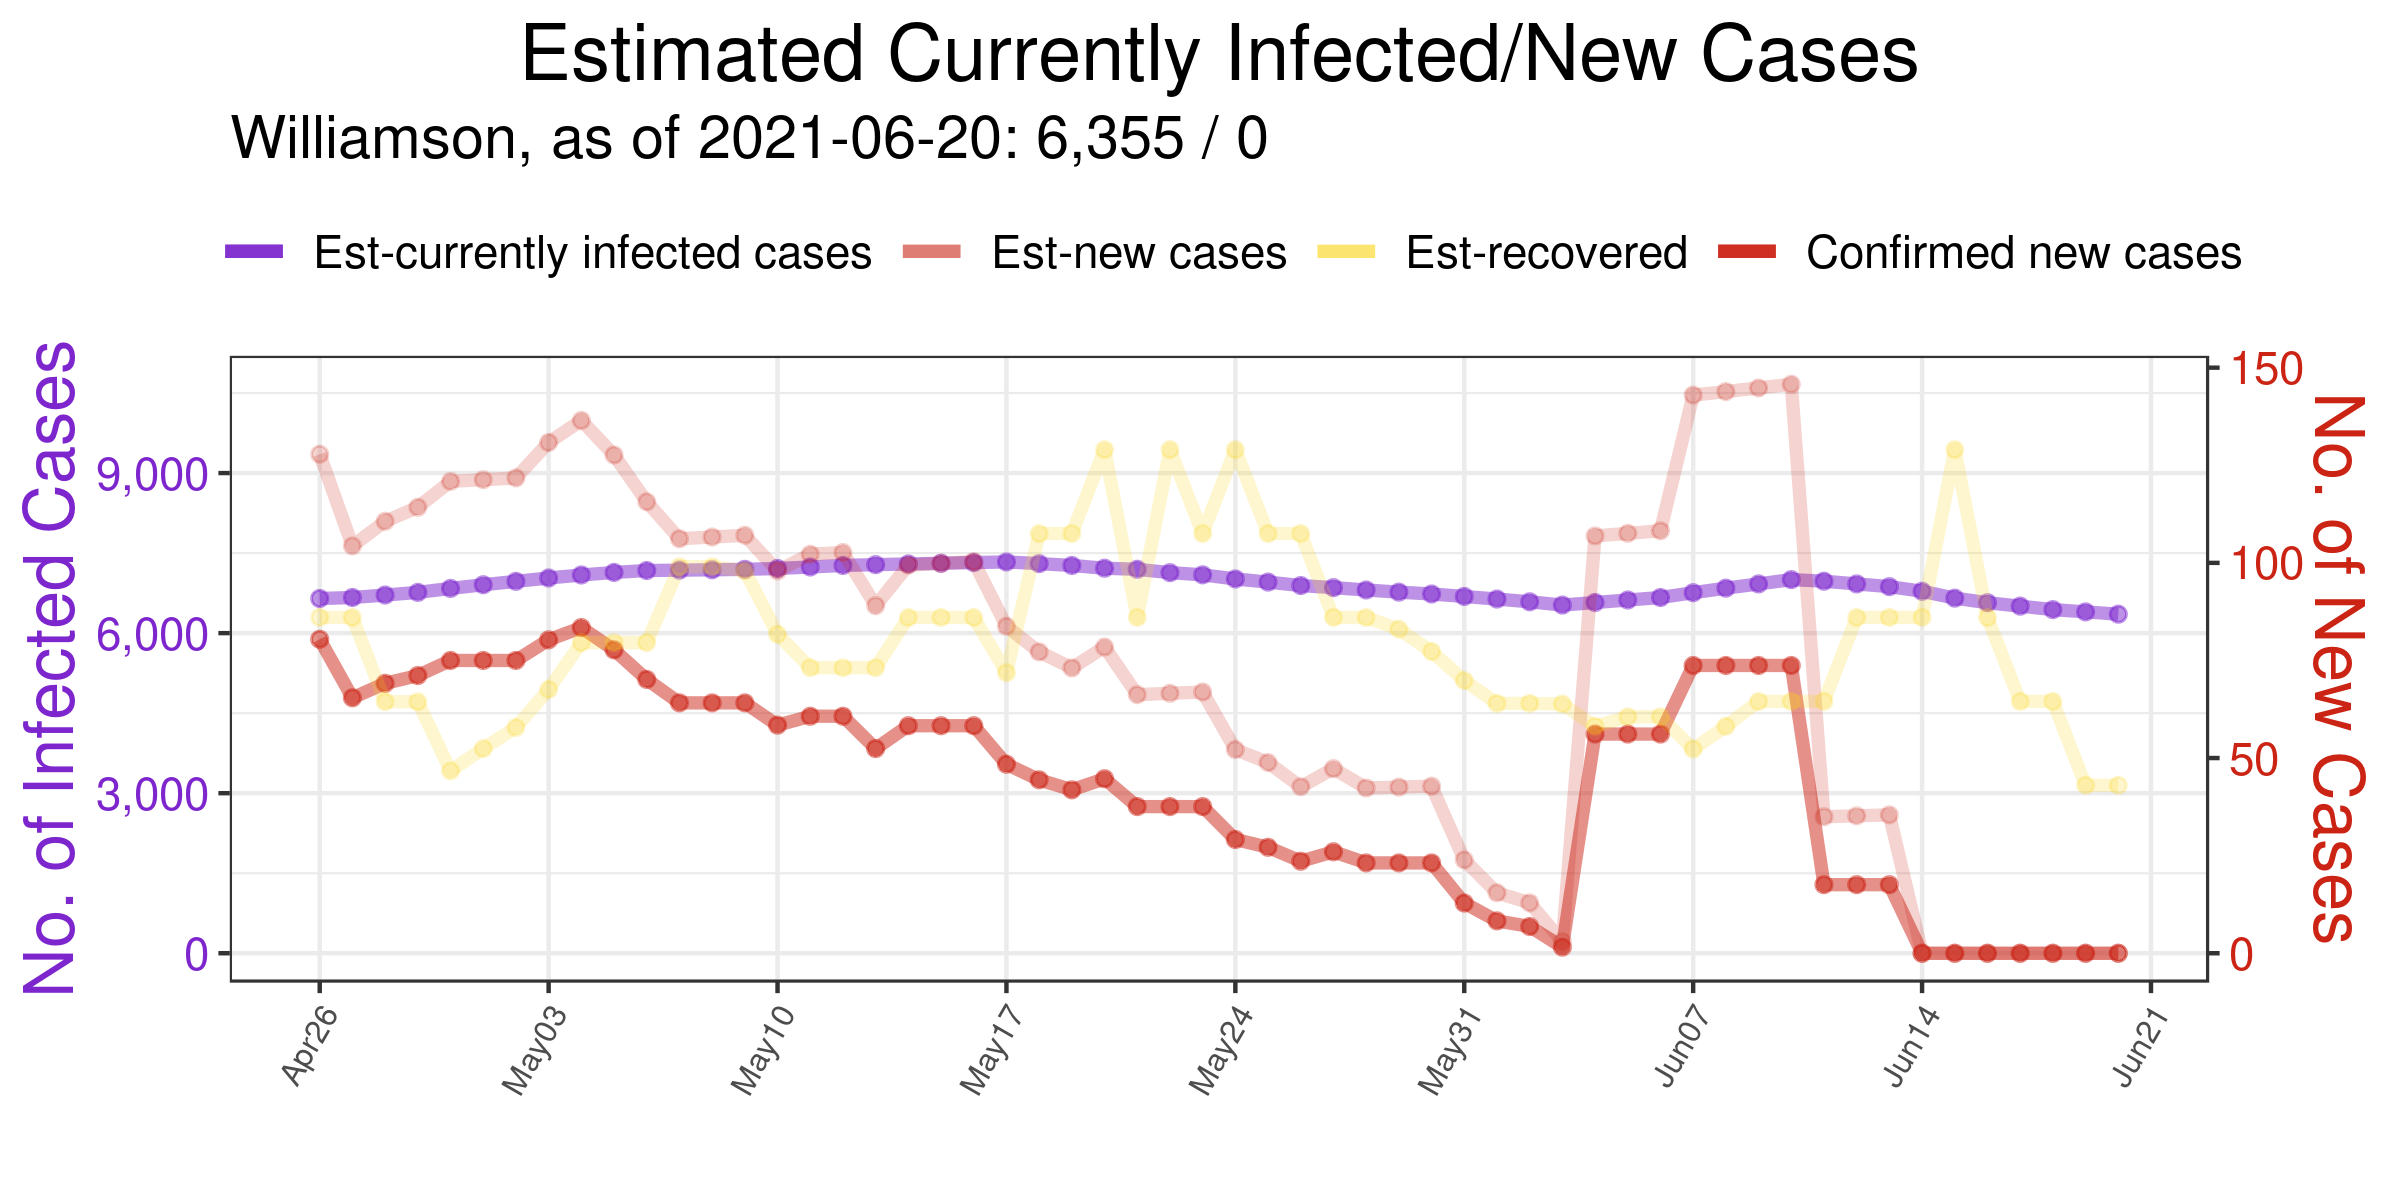 Estimated Currently Infected/New Cases
Williamson, as of 2021-06-20: 6,355 / 0
Est-currently infected cases Est-new cases Est-recovered Confirmed new cases
No. of Infected Cases
9,000
6,000
3,000
0
150
100
50
0
No. of New Cases
Apr26 May03 May10 May17 May24 May31 Jun07 Jun14 Jun21